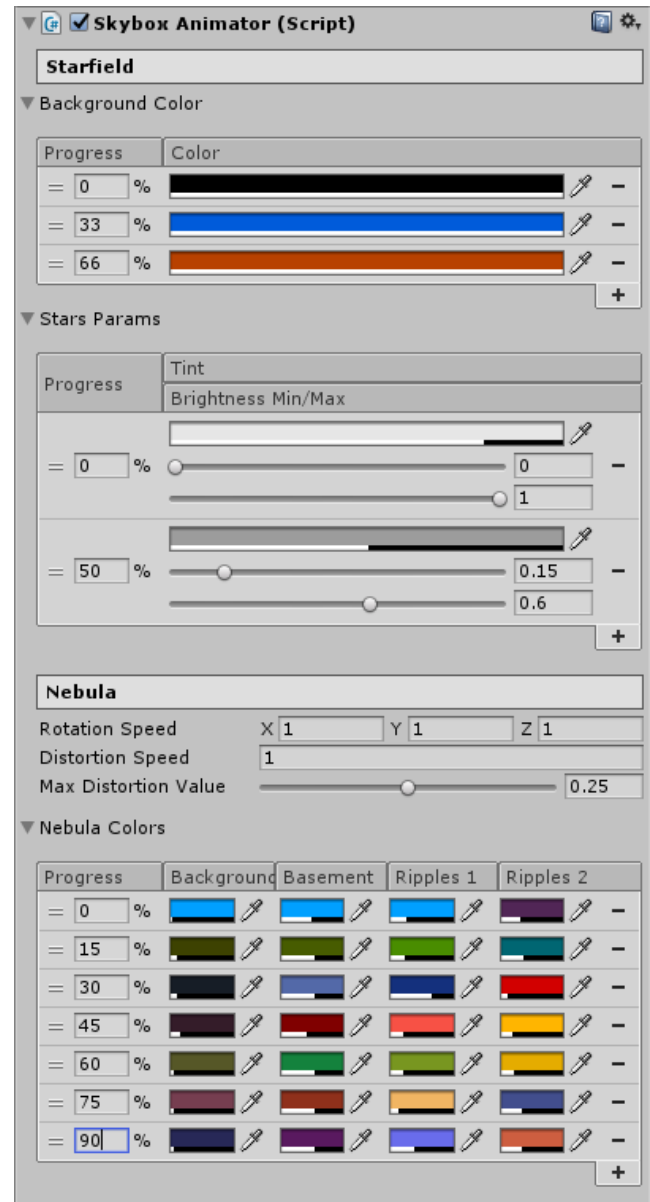 Skybox Animator (Script)
Starfield
Background Color
Progress Color
= 0 %
= 33 %
= 66 %
+
Stars Params
Progress
Tint
Brightness Min/Max
= 0 % 0
1
= 50 % 0.15
0.6
+
Nebula
Rotation Speed X 1 Y 1 Z 1
Distortion Speed 1
Max Distortion Value 0.25
Nebula Colors
Progress Background Basement Ripples 1 Ripples 2
= 0 %
= 15 %
= 30 %
= 45 %
= 60 %
= 75 %
= 90 %
+